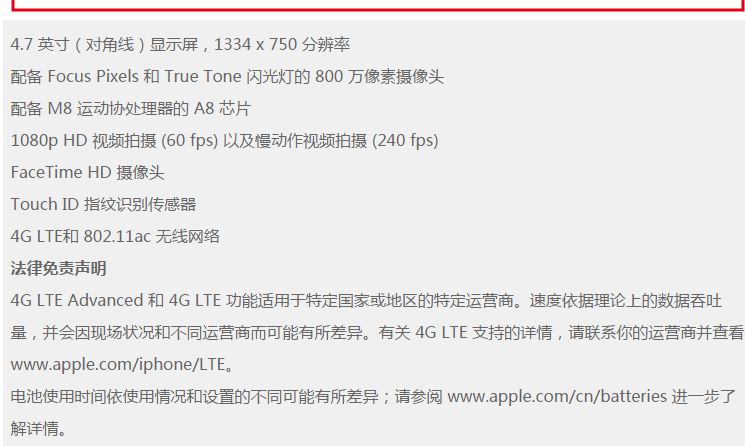 4.7 英寸（对角线）显示屏，1334 x 750 分辨率
配备 Focus Pixels 和 True Tone 闪光灯的 800 万像素摄像头
配备 M8 运动协处理器的 A8 芯片
1080p HD 视频拍摄 (60 fps) 以及慢动作视频拍摄 (240 fps)
FaceTime HD 摄像头
Touch ID 指纹识别传感器
4G LTE和 802.11ac 无线网络
法律免责声明
4G LTE Advanced 和 4G LTE 功能适用于特定国家或地区的特定运营商。速度依据理论上的数据吞吐
量，并会因现场状况和不同运营商而可能有所差异。有关 4G LTE 支持的详情，请联系你的运营商并查看
www.apple.com/iphone/LTE。
电池使用时间依使用情况和设置的不同可能有所差异；请参阅 www.apple.com/cn/batteries 进一步了
解详情。